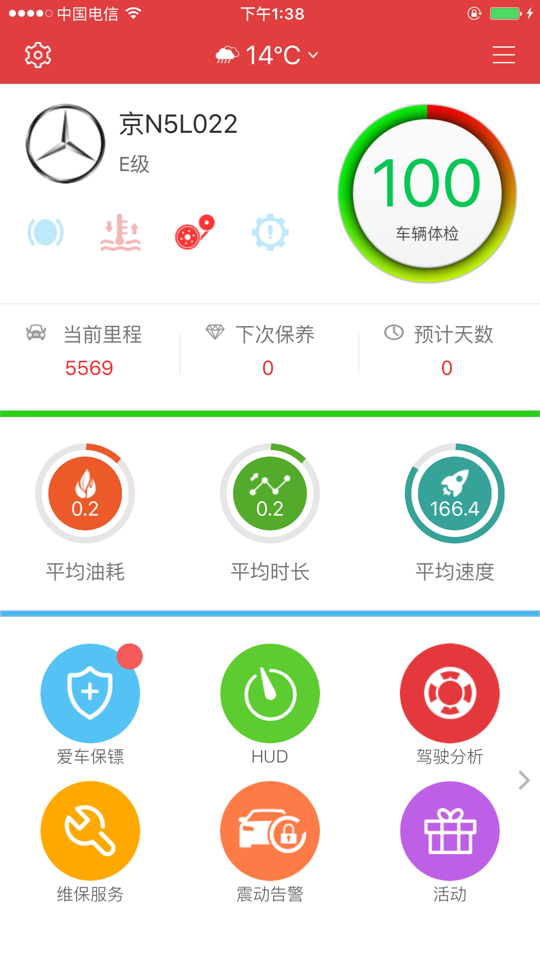 中国电信 下午1:38
14℃
京N5L022
E级
100
车辆体检
当前里程 下次保养 预计天数
5569 0 0
0.2 0.2 166.4
平均油耗 平均时长 平均速度
爱车保镖 HUD 驾驶分析
维保服务 震动告警 活动